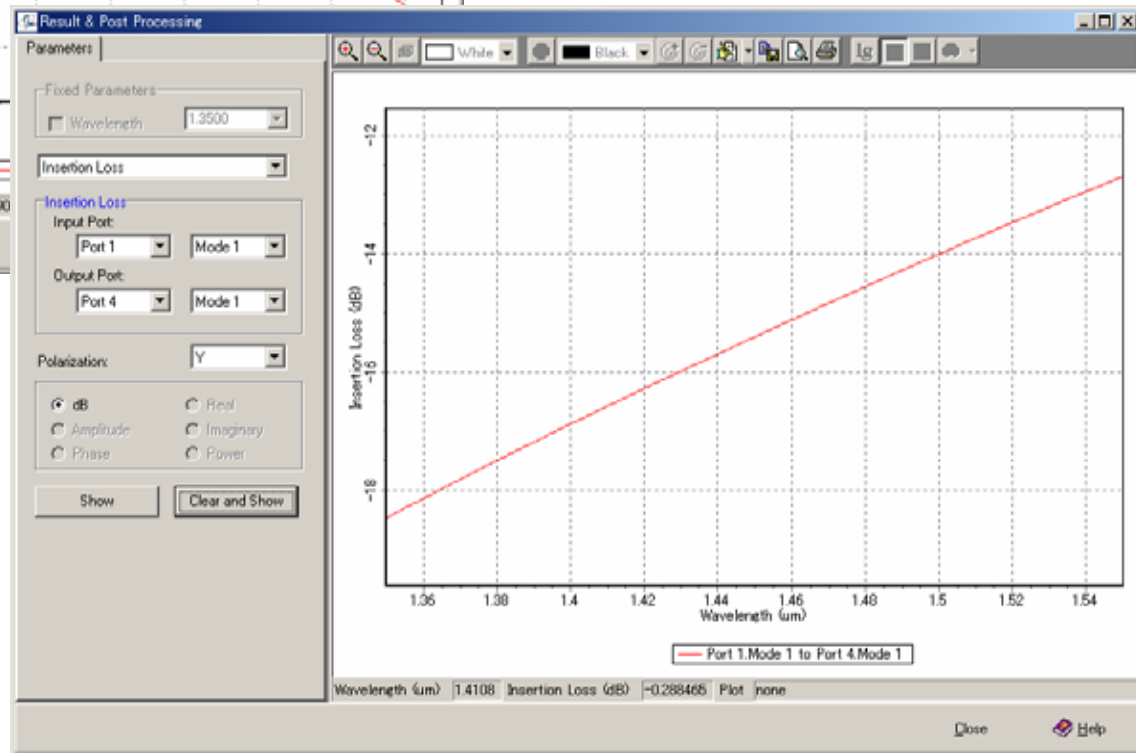 Result & Post Processing
Parameters
White
Black
lg
Fixed Parameters
Wavelength 1.3500
Insertion Loss
Insertion Loss
Input Port:
Port 1 Mode 1
Output Port:
Port 4 Mode 1
Polarization: Y
dB Real
Amplitude Imaginary
Phase Power
Show Clear and Show
-12
-14
-16
-18
Insertion Loss (dB)
1.36 1.38 1.4 1.42 1.44 1.46 1.48 1.5 1.52 1.54
Wavelength (um)
Port 1.Mode 1 to Port 4.Mode 1
Wavelength (um) 1.4108 Insertion Loss (dB) -0.288465 Plot none
Close Help